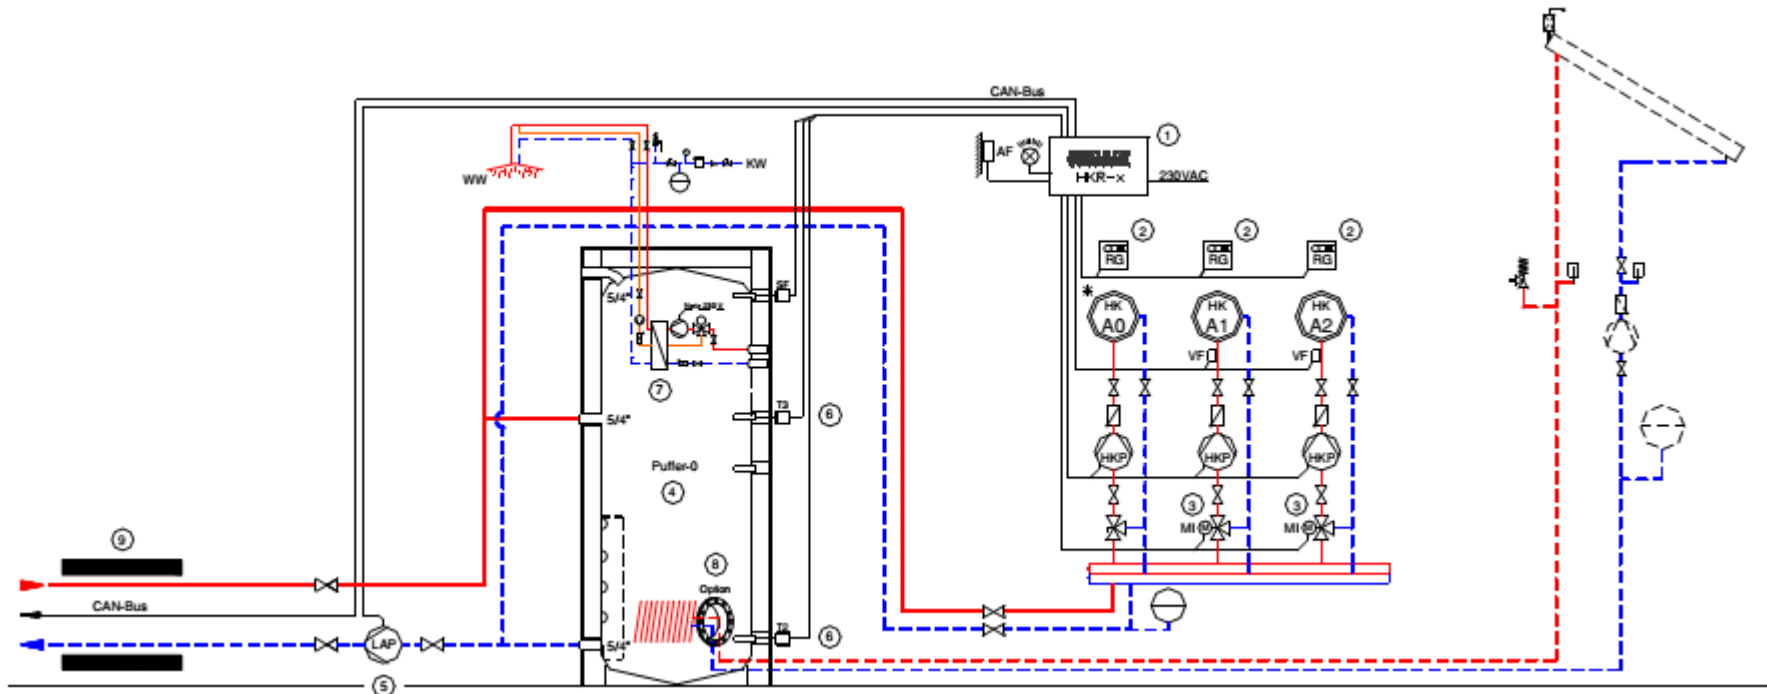 CAN-Bus
1
AF
HKR-x
230VAC
WW
KW
2
2
2
RG
RG
RG
SF
5/4"
*
HK
A0
HK
A1
HK
A2
VF
VF
7
T3
6
5/4"
HKP
HKP
HKP
Puffer-0
4
3
3
MI M
MI M
9
8
Option
CAN-Bus
T2
6
LAP
5/4"
5